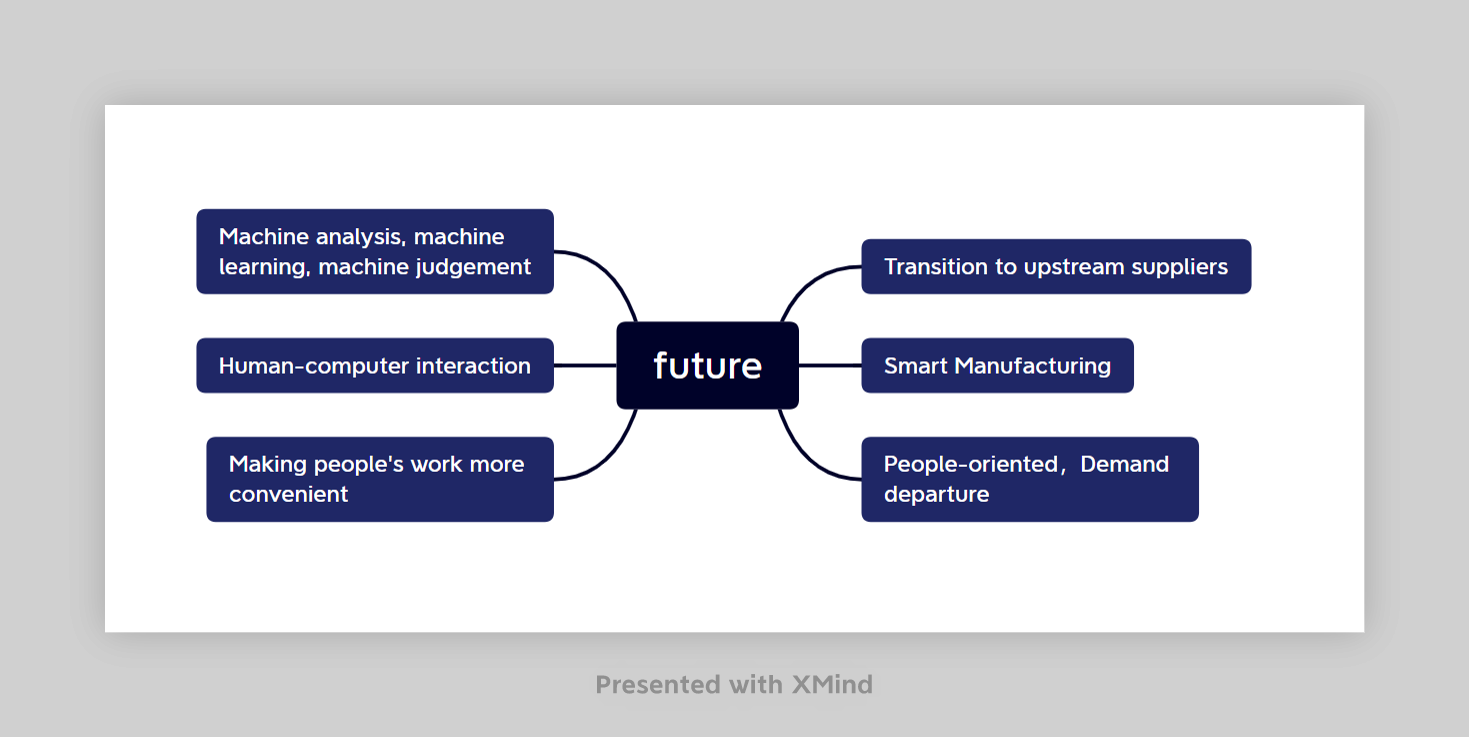 Machine analysis, machine
learning, machine judgement
Human-computer interaction
Making people's work more
convenient
future
Transition to upstream suppliers
Smart Manufacturing
People-oriented，Demand
departure
Presented with XMind